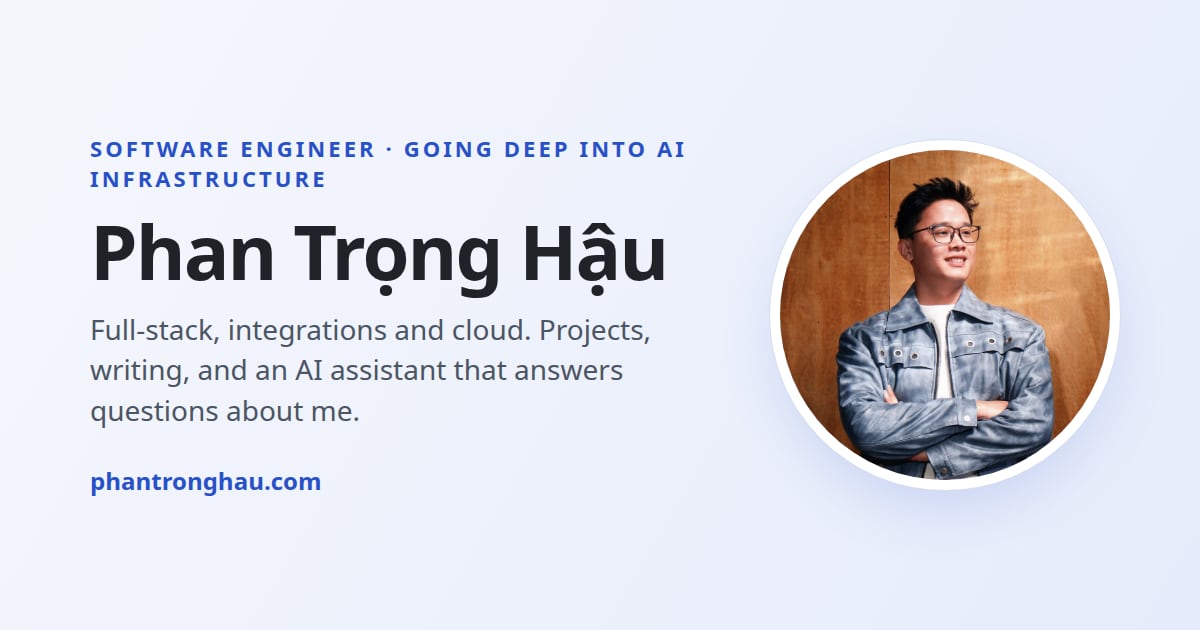 SOFTWARE ENGINEER · GOING DEEP INTO AI
INFRASTRUCTURE
Phan Trọng Hậu
Full-stack, integrations and cloud. Projects,
writing, and an AI assistant that answers
questions about me.
phantronghau.com